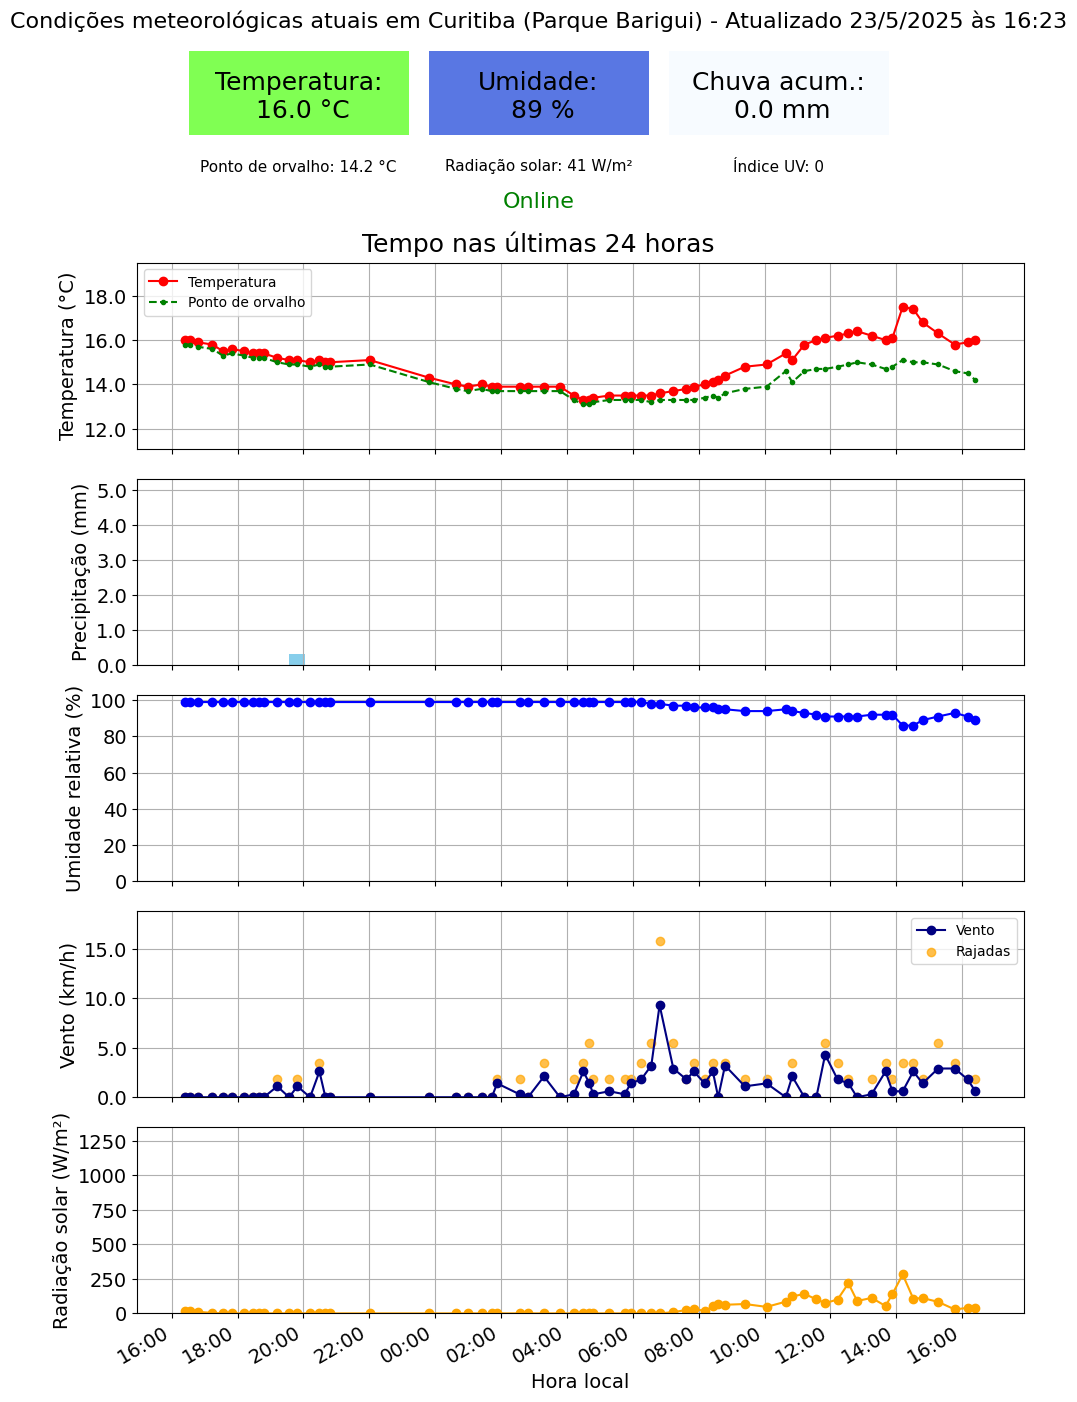 Condições meteorológicas atuais em Curitiba (Parque Barigui) - Atualizado 23/5/2025 às 16:23
Temperatura:
16.0 °C
Umidade:
89 %
Chuva acum.:
0.0 mm
Ponto de orvalho: 14.2 °C
Radiação solar: 41 W/m²
Índice UV: 0
Online
Tempo nas últimas 24 horas
Temperatura (°C)
18.0
16.0
14.0
12.0
Temperatura
Ponto de orvalho
Precipitação (mm)
5.0
4.0
3.0
2.0
1.0
0.0
Umidade relativa (%)
100
80
60
40
20
0
Vento (km/h)
15.0
10.0
5.0
0.0
Vento
Rajadas
Radiação solar (W/m²)
1250
1000
750
500
250
0
16:00
18:00
20:00
22:00
00:00
02:00
04:00
06:00
08:00
10:00
12:00
14:00
16:00
Hora local